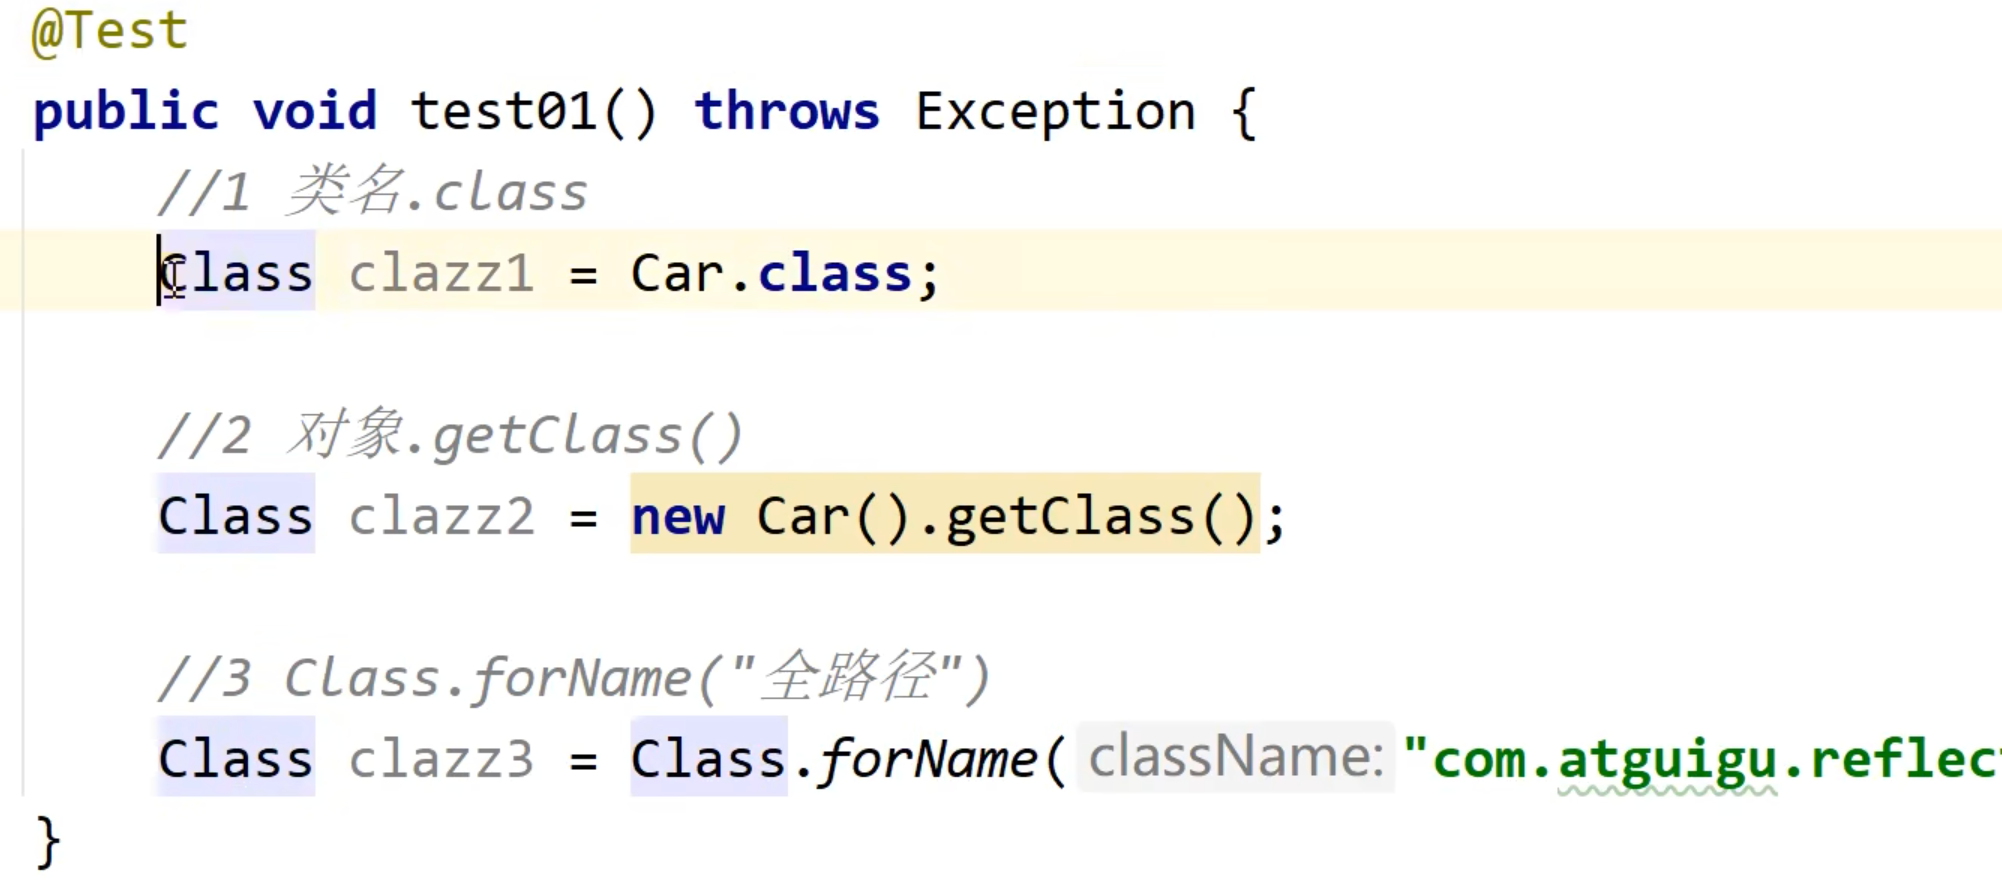 @Test
public void test01() throws Exception {
//1 类名.class
Class clazz1 = Car.class;
//2 对象.getClass()
Class clazz2 = new Car().getClass();
//3 Class.forName("全路径")
Class clazz3 = Class.forName( className: "com.atguigu.reflec
}